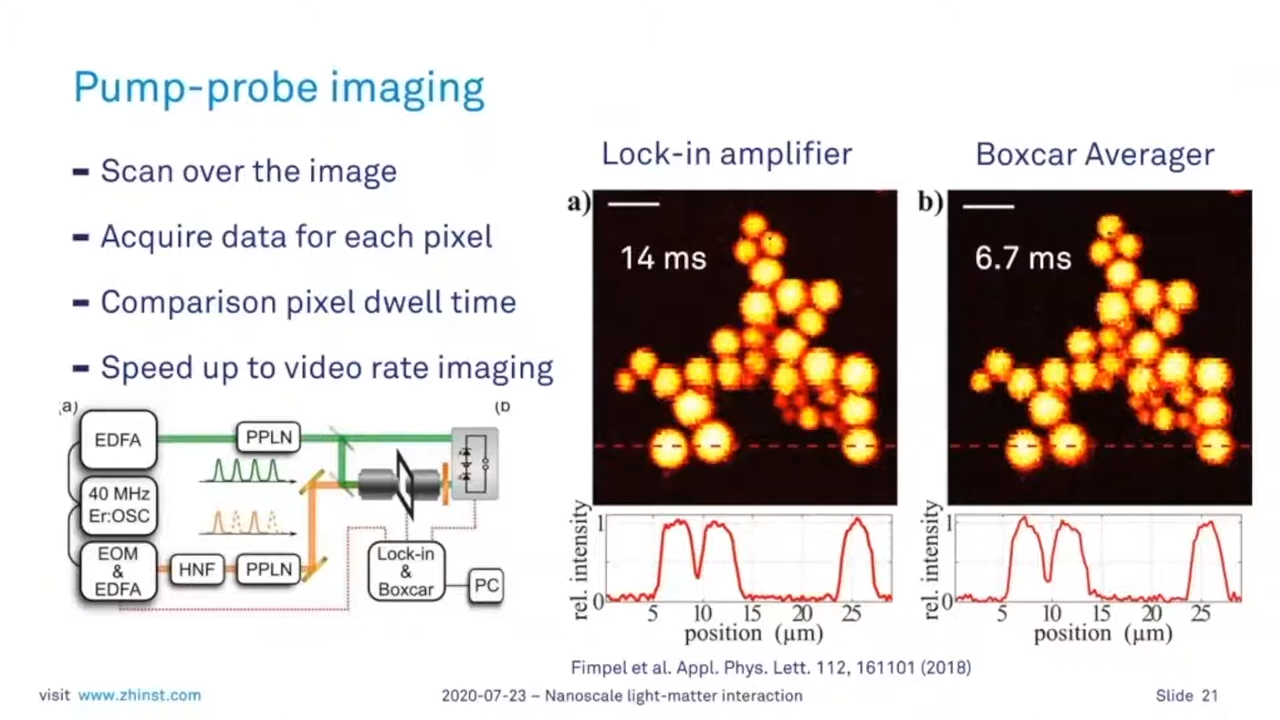 Pump-probe imaging
– Scan over the image
– Acquire data for each pixel
– Comparison pixel dwell time
– Speed up to video rate imaging
(a)
(b
EDFA
PPLN
40 MHz
Er:OSC
EOM
&
EDFA
HNF
PPLN
Lock-in
&
Boxcar
PC
Lock-in amplifier
a)
14 ms
rel. intensity
1
0
5 10 15 20 25
position (µm)
Boxcar Averager
b)
6.7 ms
rel. intensity
1
0
5 10 15 20 25
position (µm)
Fimpel et al. Appl. Phys. Lett. 112, 161101 (2018)
visit www.zhinst.com
2020-07-23 – Nanoscale light-matter interaction
Slide 21